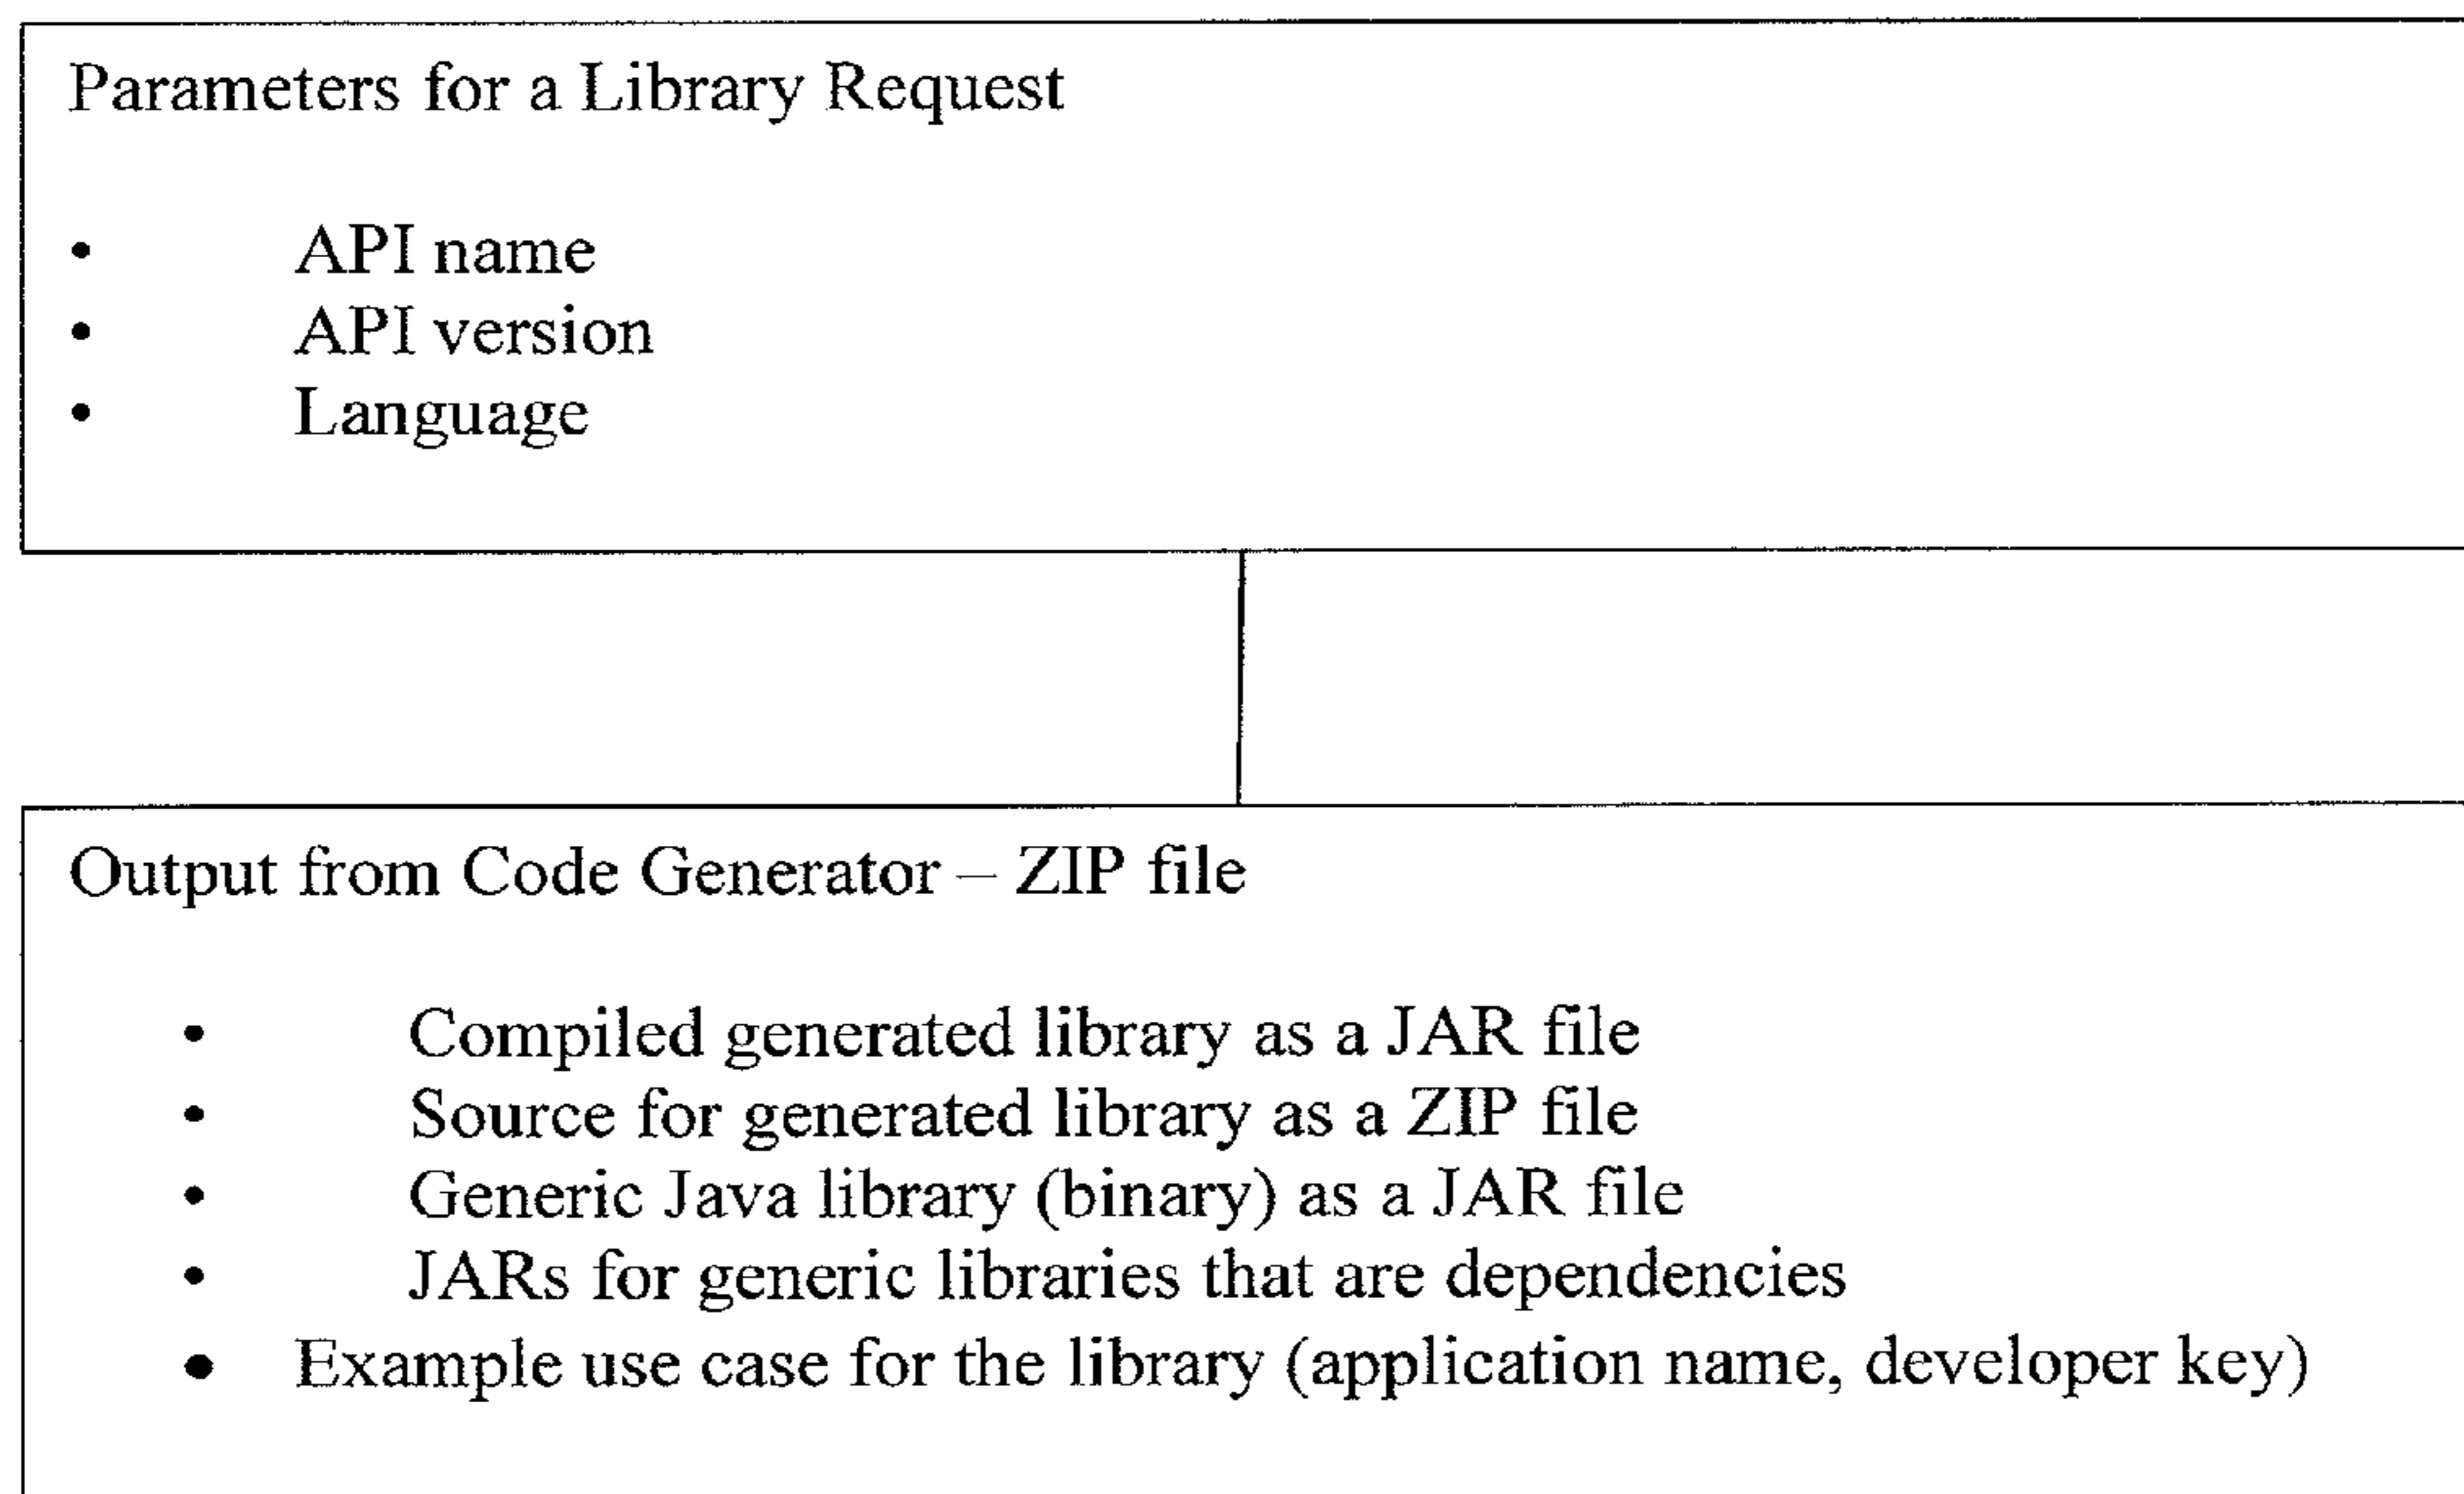 Parameters for a Library Request
• API name
• API version
• Language
Output from Code Generator – ZIP file
• Compiled generated library as a JAR file
• Source for generated library as a ZIP file
• Generic Java library (binary) as a JAR file
• JARs for generic libraries that are dependencies
• Example use case for the library (application name, developer key)